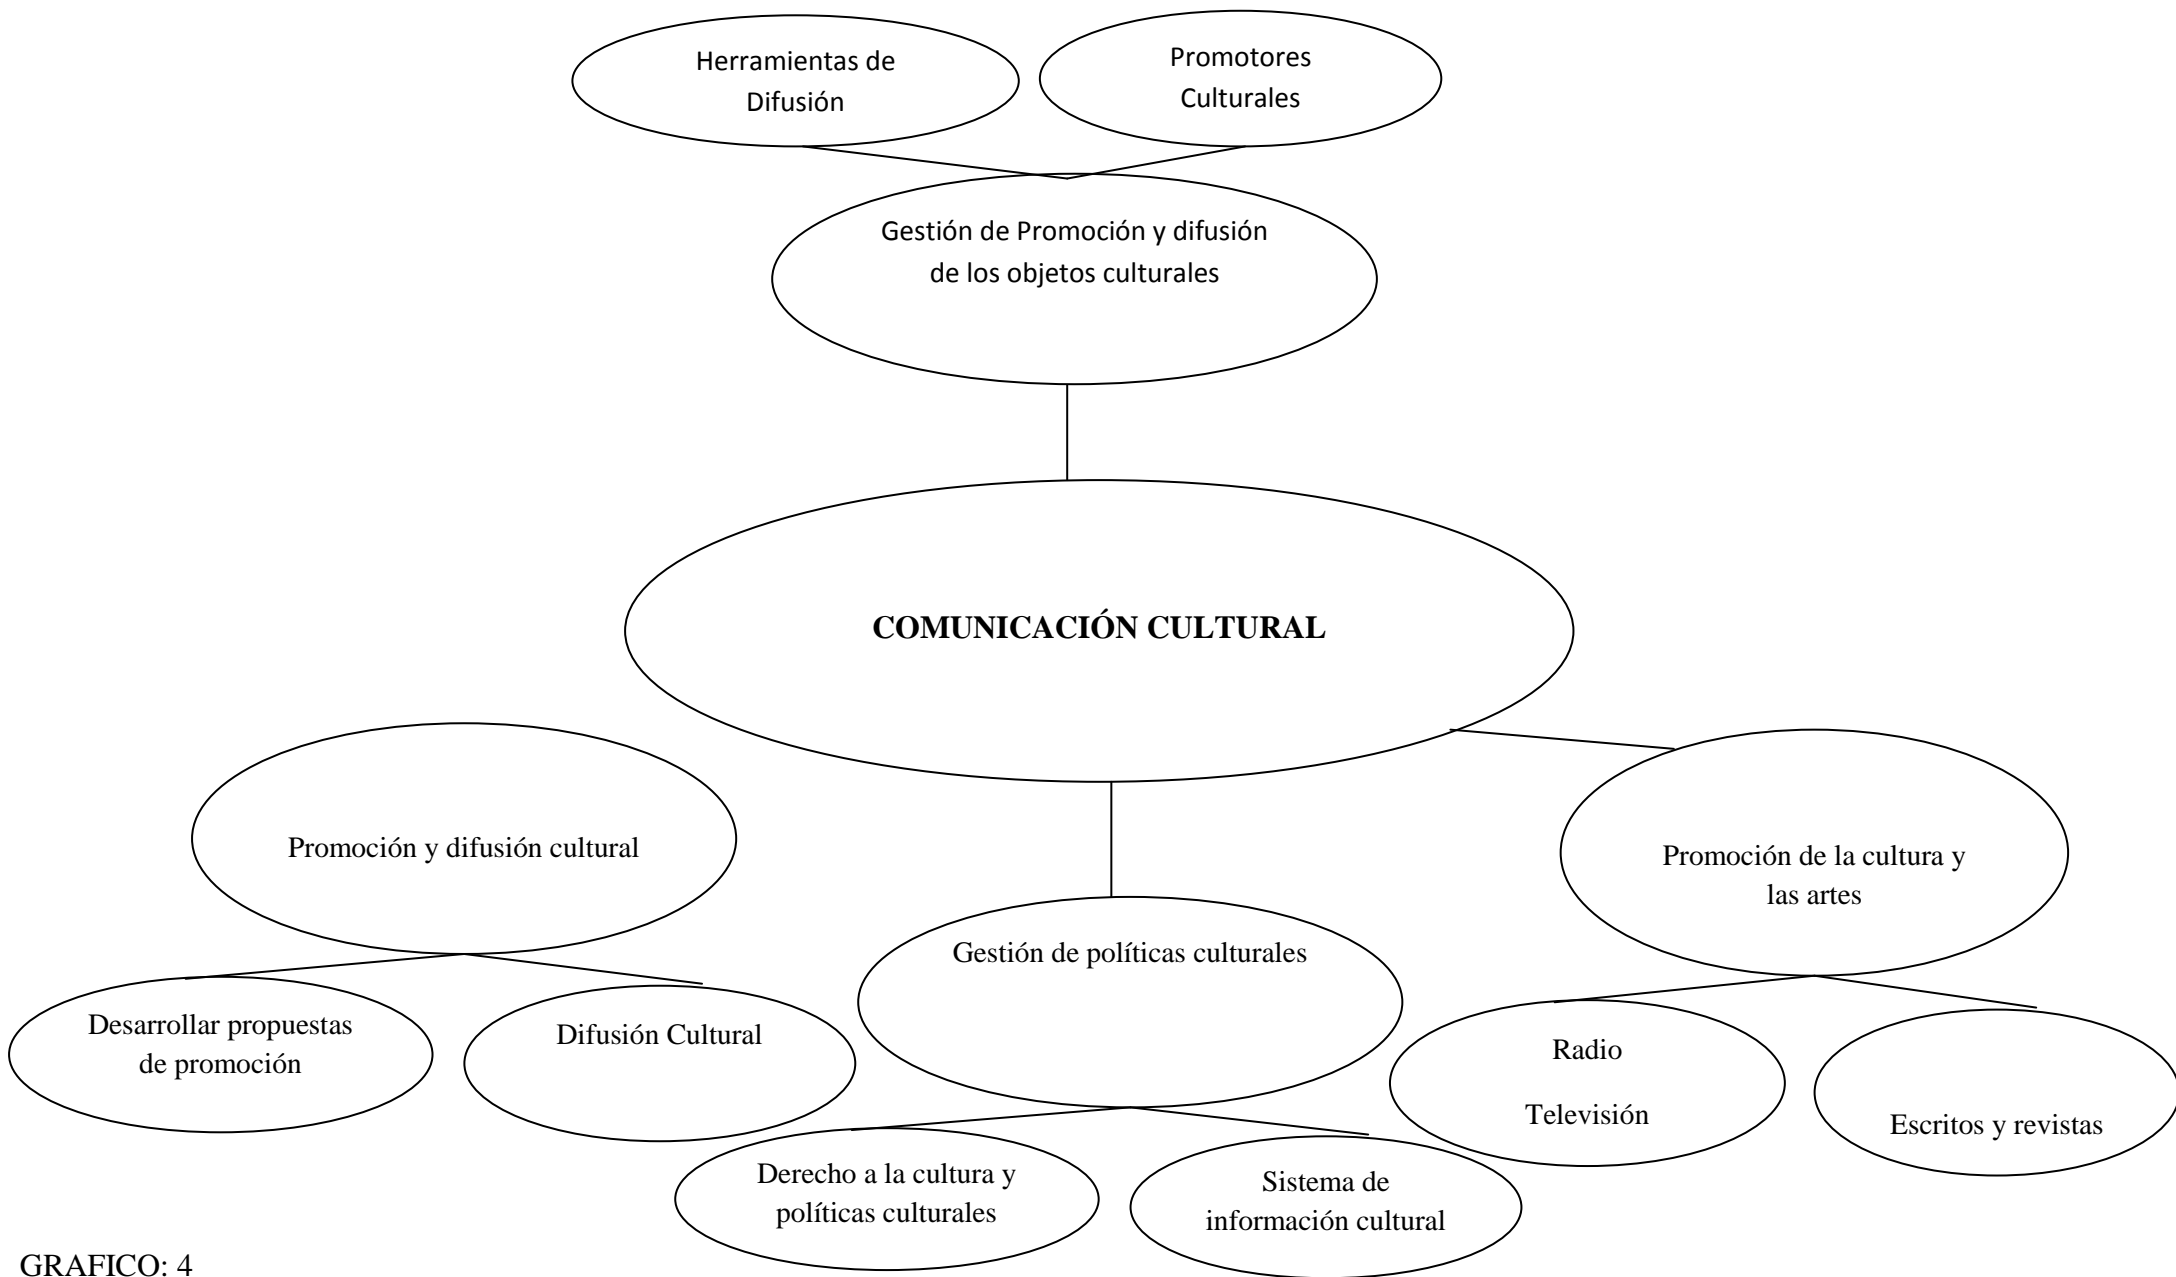 Herramientas de
Difusión
Promotores
Culturales
Gestión de Promoción y difusión
de los objetos culturales
COMUNICACIÓN CULTURAL
Promoción y difusión cultural
Promoción de la cultura y
las artes
Gestión de políticas culturales
Desarrollar propuestas
de promoción
Difusión Cultural
Radio
Televisión
Escritos y revistas
Derecho a la cultura y
políticas culturales
Sistema de
información cultural
GRAFICO: 4